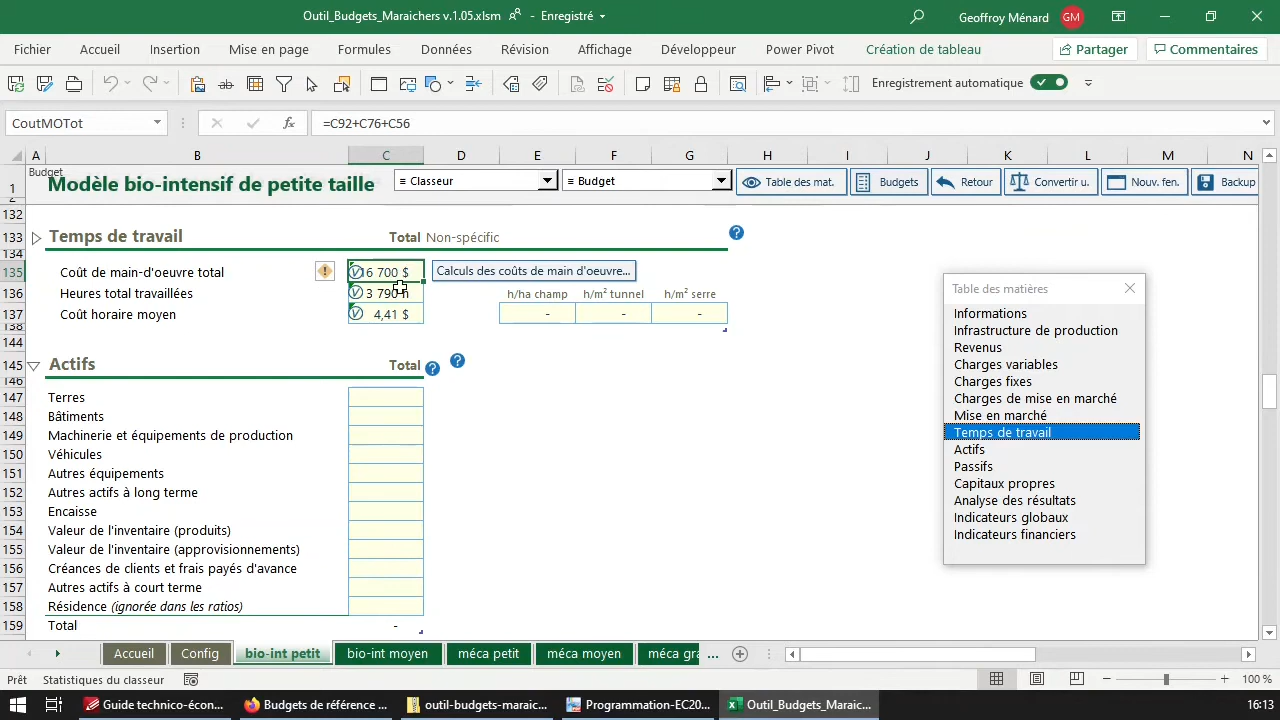 Outil_Budgets_Maraichers v.1.05.xlsm - Enregistré
Geoffroy Ménard GM
Fichier Accueil Insertion Mise en page Formules Données Révision Affichage Développeur Power Pivot Création de tableau Partager Commentaires
Enregistrement automatique
CoutMOTot fx =C92+C76+C56
A B C D E F G H I J K L M N
Budget
1 Modèle bio-intensif de petite taille ≡ Classeur ≡ Budget Table des mat. Budgets Retour Convertir u. Nouv. fen. Backup
2
132
133 Temps de travail Total Non-spécific
134
135 Coût de main-d'oeuvre total 6 700 $ Calculs des coûts de main d'oeuvre...
136 Heures total travaillées 3 790 h h/ha champ h/m² tunnel h/m² serre
137 Coût horaire moyen 4,41 $ - - -
138
144
145 Actifs Total
146
147 Terres
148 Bâtiments
149 Machinerie et équipements de production
150 Véhicules
151 Autres équipements
152 Autres actifs à long terme
153 Encaisse
154 Valeur de l'inventaire (produits)
155 Valeur de l'inventaire (approvisionnements)
156 Créances de clients et frais payés d'avance
157 Autres actifs à court terme
158 Résidence (ignorée dans les ratios)
159 Total -
Table des matières
Informations
Infrastructure de production
Revenus
Charges variables
Charges fixes
Charges de mise en marché
Mise en marché
Temps de travail
Actifs
Passifs
Capitaux propres
Analyse des résultats
Indicateurs globaux
Indicateurs financiers
Accueil Config bio-int petit bio-int moyen méca petit méca moyen méca gra ...
Prêt Statistiques du classeur 100 %
Guide technico-écon... Budgets de référence ... outil-budgets-maraic... Programmation-EC20... Outil_Budgets_Maraic... 16:13